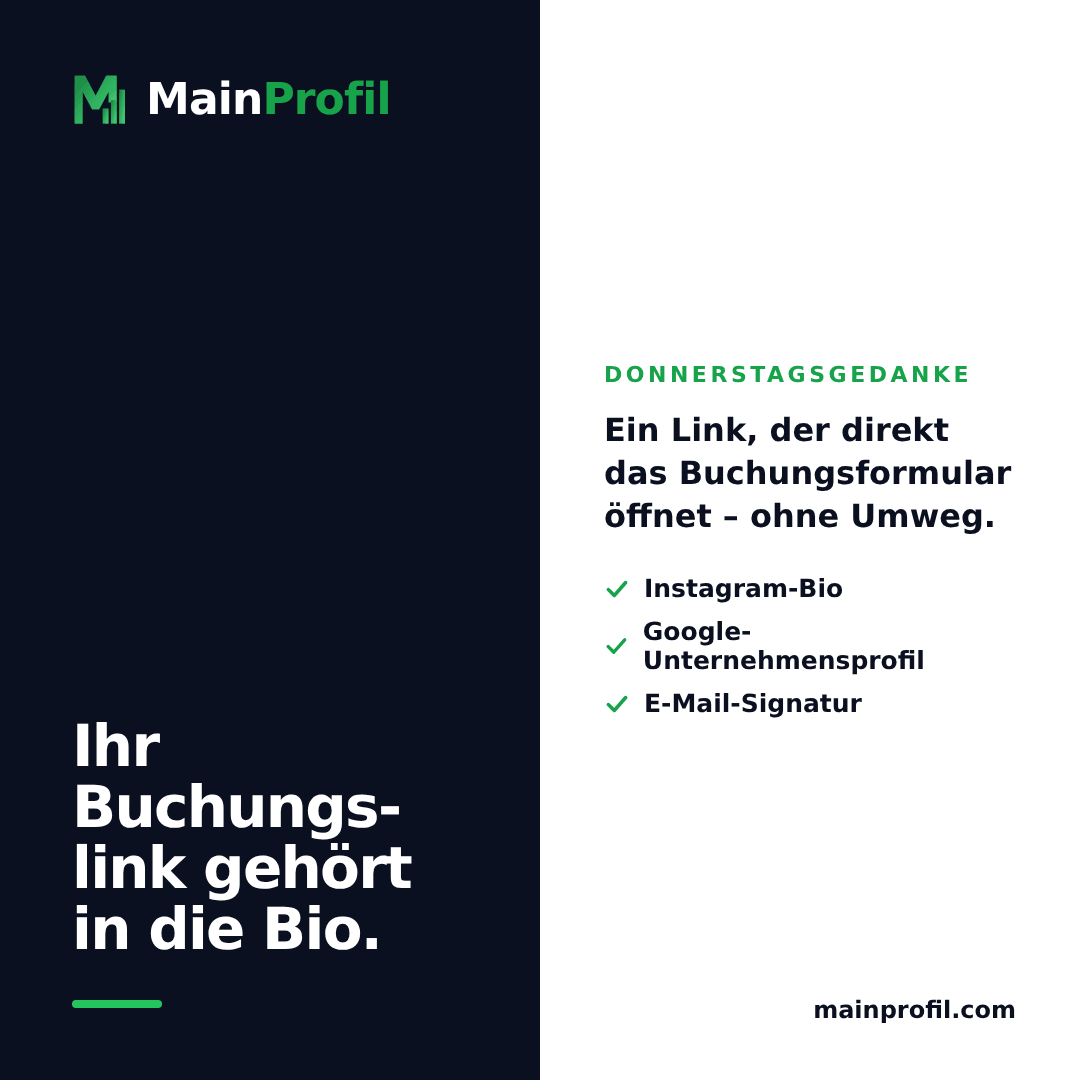 MainProfil
Ihr
Buchungs-
link gehört
in die Bio.
DONNERSTAGSGEDANKE
Ein Link, der direkt
das Buchungsformular
öffnet – ohne Umweg.
Instagram-Bio
Google-
Unternehmensprofil
E-Mail-Signatur
mainprofil.com